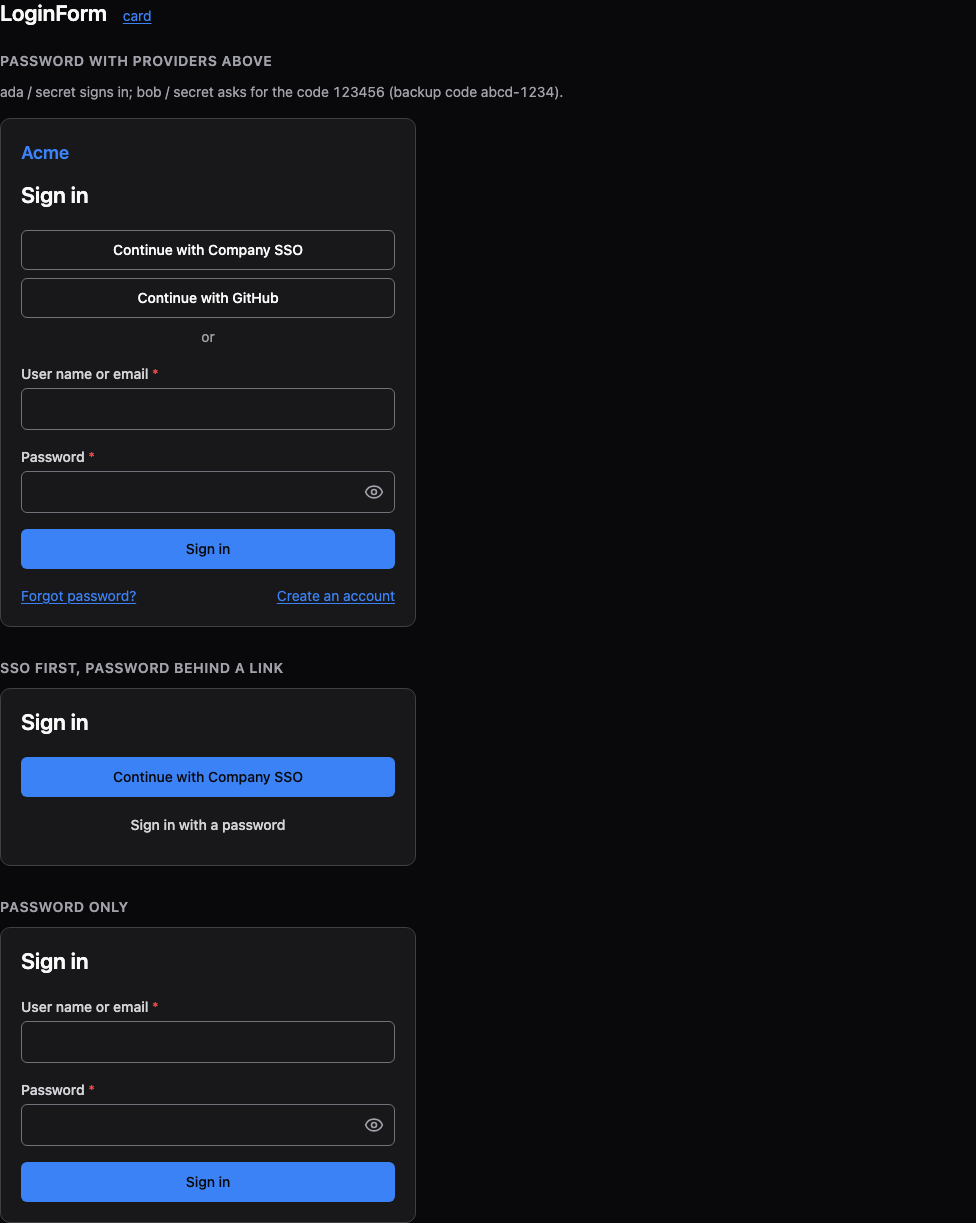 LoginForm card
PASSWORD WITH PROVIDERS ABOVE
ada / secret signs in; bob / secret asks for the code 123456 (backup code abcd-1234).
Acme
Sign in
Continue with Company SSO
Continue with GitHub
or
User name or email *
Password *
Sign in
Forgot password? Create an account
SSO FIRST, PASSWORD BEHIND A LINK
Sign in
Continue with Company SSO
Sign in with a password
PASSWORD ONLY
Sign in
User name or email *
Password *
Sign in